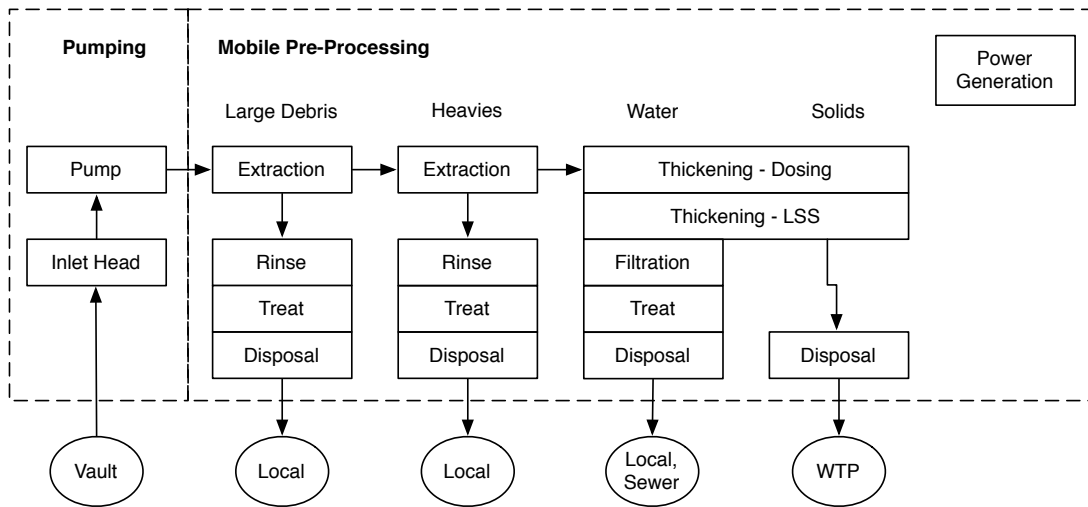 Pumping
Mobile Pre-Processing
Power
Generation
Large Debris
Heavies
Water
Solids
Pump
Extraction
Extraction
Thickening - Dosing
Thickening - LSS
Inlet Head
Rinse
Rinse
Filtration
Treat
Treat
Treat
Disposal
Disposal
Disposal
Disposal
Vault
Local
Local
Local,
Sewer
WTP